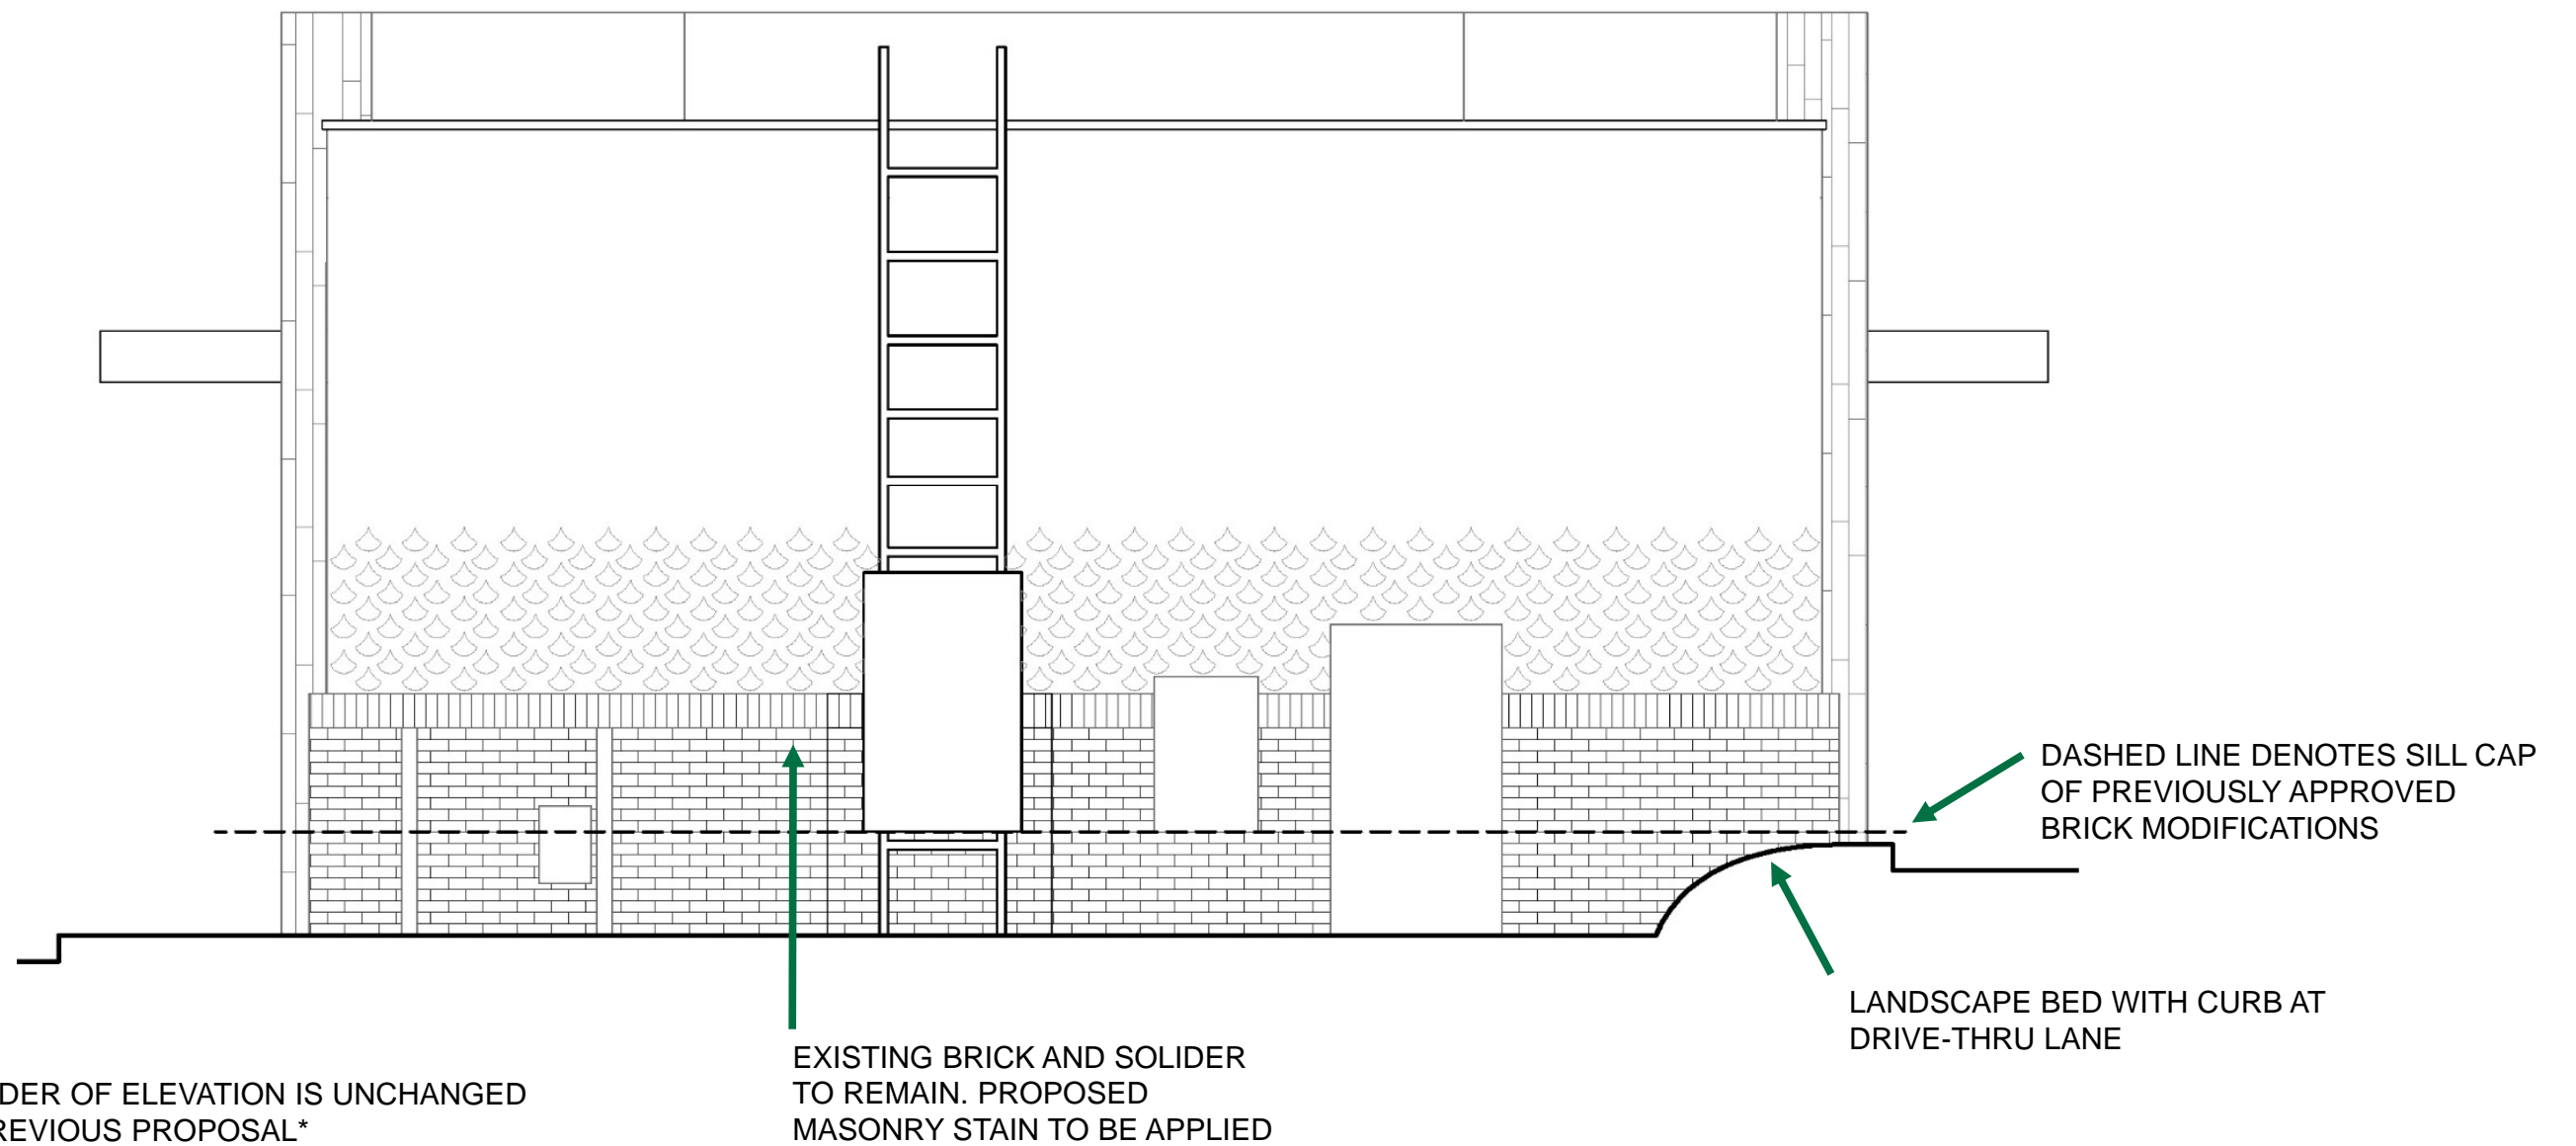 DASHED LINE DENOTES SILL CAP
OF PREVIOUSLY APPROVED
BRICK MODIFICATIONS
LANDSCAPE BED WITH CURB AT
DRIVE-THRU LANE
EXISTING BRICK AND SOLIDER
TO REMAIN. PROPOSED
MASONRY STAIN TO BE APPLIED
OF ELEVATION IS UNCHANGED
PROPOSAL*